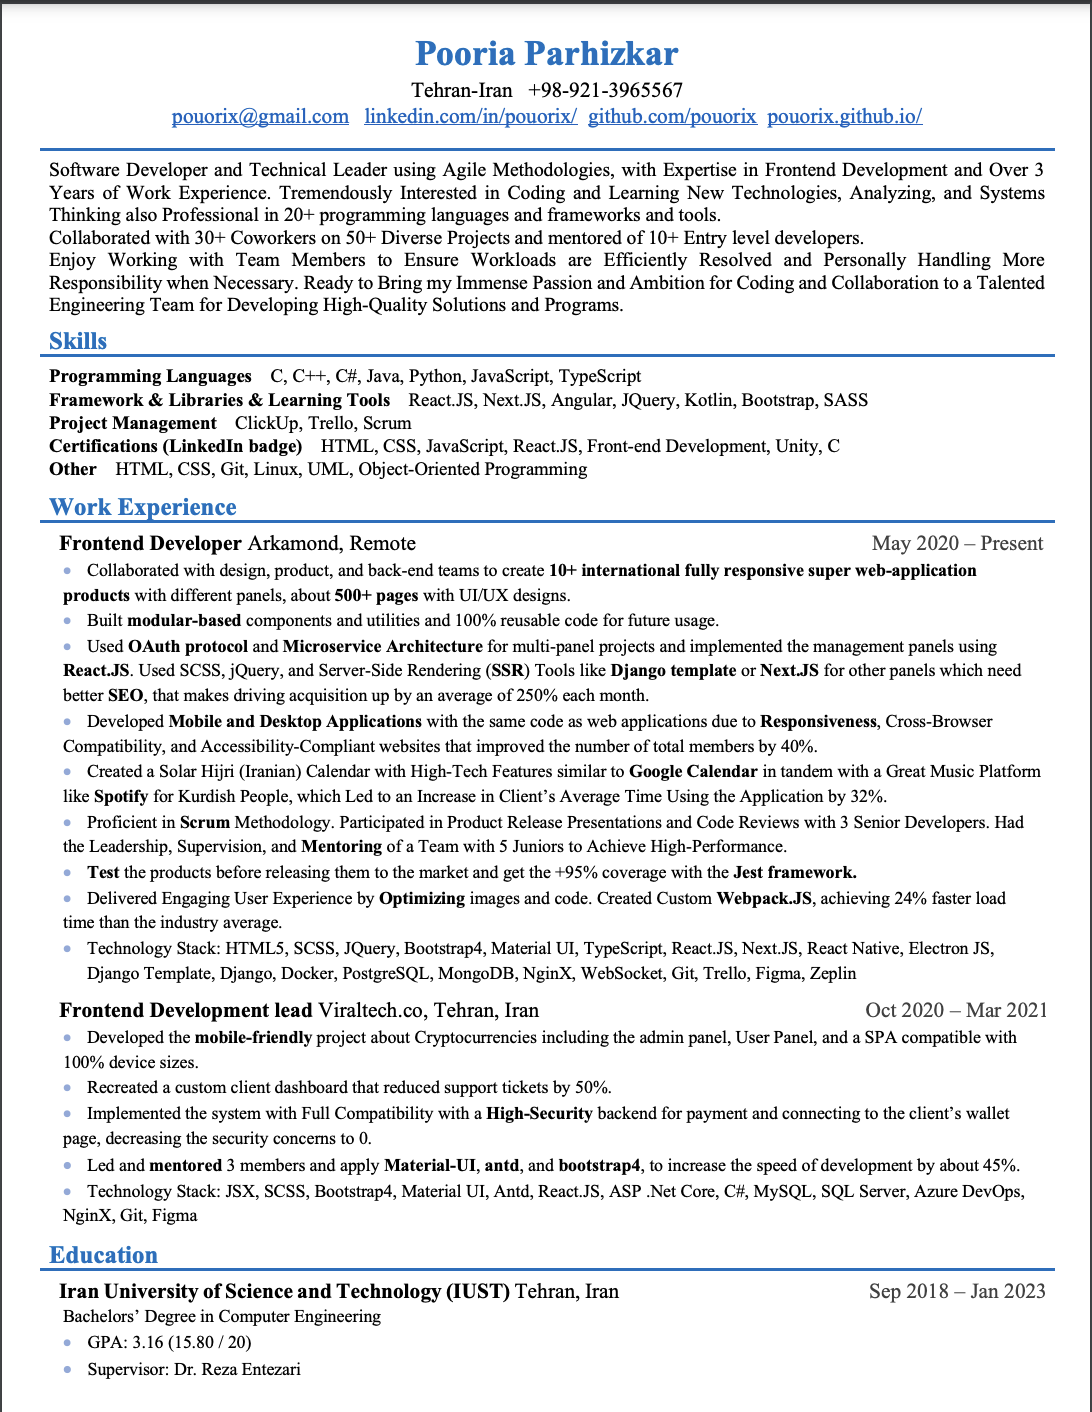 Pooria Parhizkar
Tehran-Iran +98-921-3965567
pouorix@gmail.com linkedin.com/in/pouorix/ github.com/pouorix pouorix.github.io/
Software Developer and Technical Leader using Agile Methodologies, with Expertise in Frontend Development and Over 3
Years of Work Experience. Tremendously Interested in Coding and Learning New Technologies, Analyzing, and Systems
Thinking also Professional in 20+ programming languages and frameworks and tools.
Collaborated with 30+ Coworkers on 50+ Diverse Projects and mentored of 10+ Entry level developers.
Enjoy Working with Team Members to Ensure Workloads are Efficiently Resolved and Personally Handling More
Responsibility when Necessary. Ready to Bring my Immense Passion and Ambition for Coding and Collaboration to a Talented
Engineering Team for Developing High-Quality Solutions and Programs.
Skills
Programming Languages C, C++, C#, Java, Python, JavaScript, TypeScript
Framework & Libraries & Learning Tools React.JS, Next.JS, Angular, JQuery, Kotlin, Bootstrap, SASS
Project Management ClickUp, Trello, Scrum
Certifications (LinkedIn badge) HTML, CSS, JavaScript, React.JS, Front-end Development, Unity, C
Other HTML, CSS, Git, Linux, UML, Object-Oriented Programming
Work Experience
Frontend Developer Arkamond, Remote May 2020 – Present
• Collaborated with design, product, and back-end teams to create 10+ international fully responsive super web-application
products with different panels, about 500+ pages with UI/UX designs.
• Built modular-based components and utilities and 100% reusable code for future usage.
• Used OAuth protocol and Microservice Architecture for multi-panel projects and implemented the management panels using
React.JS. Used SCSS, jQuery, and Server-Side Rendering (SSR) Tools like Django template or Next.JS for other panels which need
better SEO, that makes driving acquisition up by an average of 250% each month.
• Developed Mobile and Desktop Applications with the same code as web applications due to Responsiveness, Cross-Browser
Compatibility, and Accessibility-Compliant websites that improved the number of total members by 40%.
• Created a Solar Hijri (Iranian) Calendar with High-Tech Features similar to Google Calendar in tandem with a Great Music Platform
like Spotify for Kurdish People, which Led to an Increase in Client's Average Time Using the Application by 32%.
• Proficient in Scrum Methodology. Participated in Product Release Presentations and Code Reviews with 3 Senior Developers. Had
the Leadership, Supervision, and Mentoring of a Team with 5 Juniors to Achieve High-Performance.
• Test the products before releasing them to the market and get the +95% coverage with the Jest framework.
• Delivered Engaging User Experience by Optimizing images and code. Created Custom Webpack.JS, achieving 24% faster load
time than the industry average.
• Technology Stack: HTML5, SCSS, JQuery, Bootstrap4, Material UI, TypeScript, React.JS, Next.JS, React Native, Electron JS,
Django Template, Django, Docker, PostgreSQL, MongoDB, NginX, WebSocket, Git, Trello, Figma, Zeplin
Frontend Development lead Viraltech.co, Tehran, Iran Oct 2020 – Mar 2021
• Developed the mobile-friendly project about Cryptocurrencies including the admin panel, User Panel, and a SPA compatible with
100% device sizes.
• Recreated a custom client dashboard that reduced support tickets by 50%.
• Implemented the system with Full Compatibility with a High-Security backend for payment and connecting to the client's wallet
page, decreasing the security concerns to 0.
• Led and mentored 3 members and apply Material-UI, antd, and bootstrap4, to increase the speed of development by about 45%.
• Technology Stack: JSX, SCSS, Bootstrap4, Material UI, Antd, React.JS, ASP .Net Core, C#, MySQL, SQL Server, Azure DevOps,
NginX, Git, Figma
Education
Iran University of Science and Technology (IUST) Tehran, Iran Sep 2018 – Jan 2023
Bachelors' Degree in Computer Engineering
• GPA: 3.16 (15.80 / 20)
• Supervisor: Dr. Reza Entezari